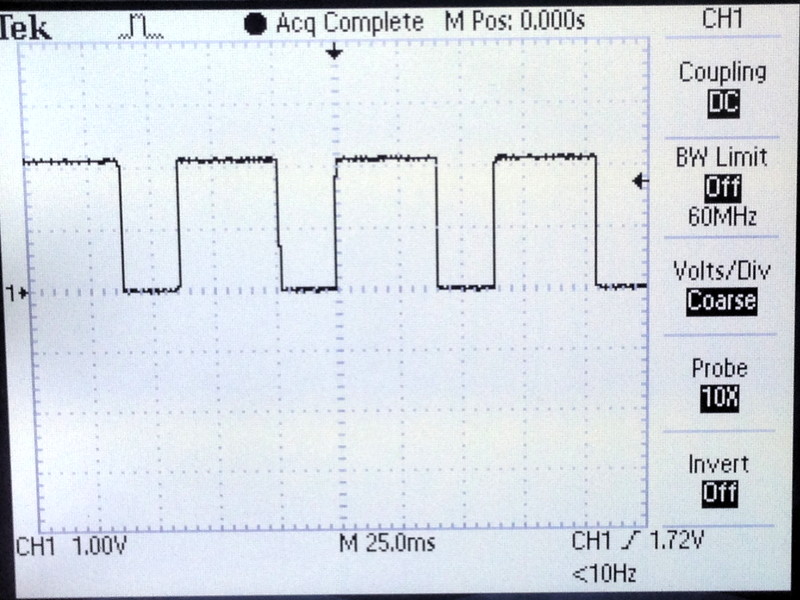 Tek Acq Complete M Pos: 0.000s CH1
Coupling
DC
BW Limit
Off
60MHz
Volts/Div
Coarse
Probe
10X
Invert
Off
1
CH1 1.00V M 25.0ms CH1 1.72V
<10Hz